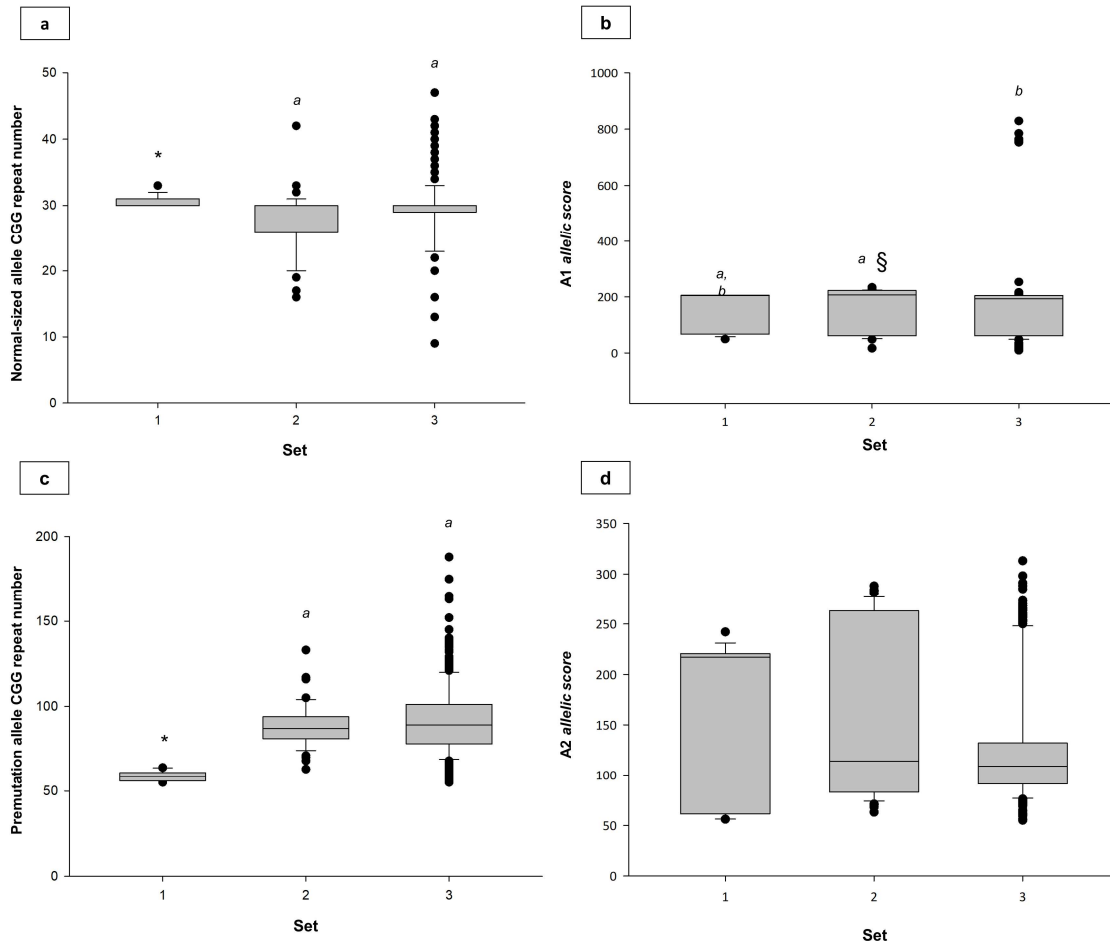 a
Normal-sized allele CGG repeat number
50
40
30
20
10
0
*
a
a
1
2
3
Set
b
A1 allelic score
1000
800
600
400
200
0
a,
b
a §
b
1
2
3
Set
c
Premutation allele CGG repeat number
200
150
100
50
0
*
a
a
1
2
3
Set
d
A2 allelic score
350
300
250
200
150
100
50
0
1
2
3
Set